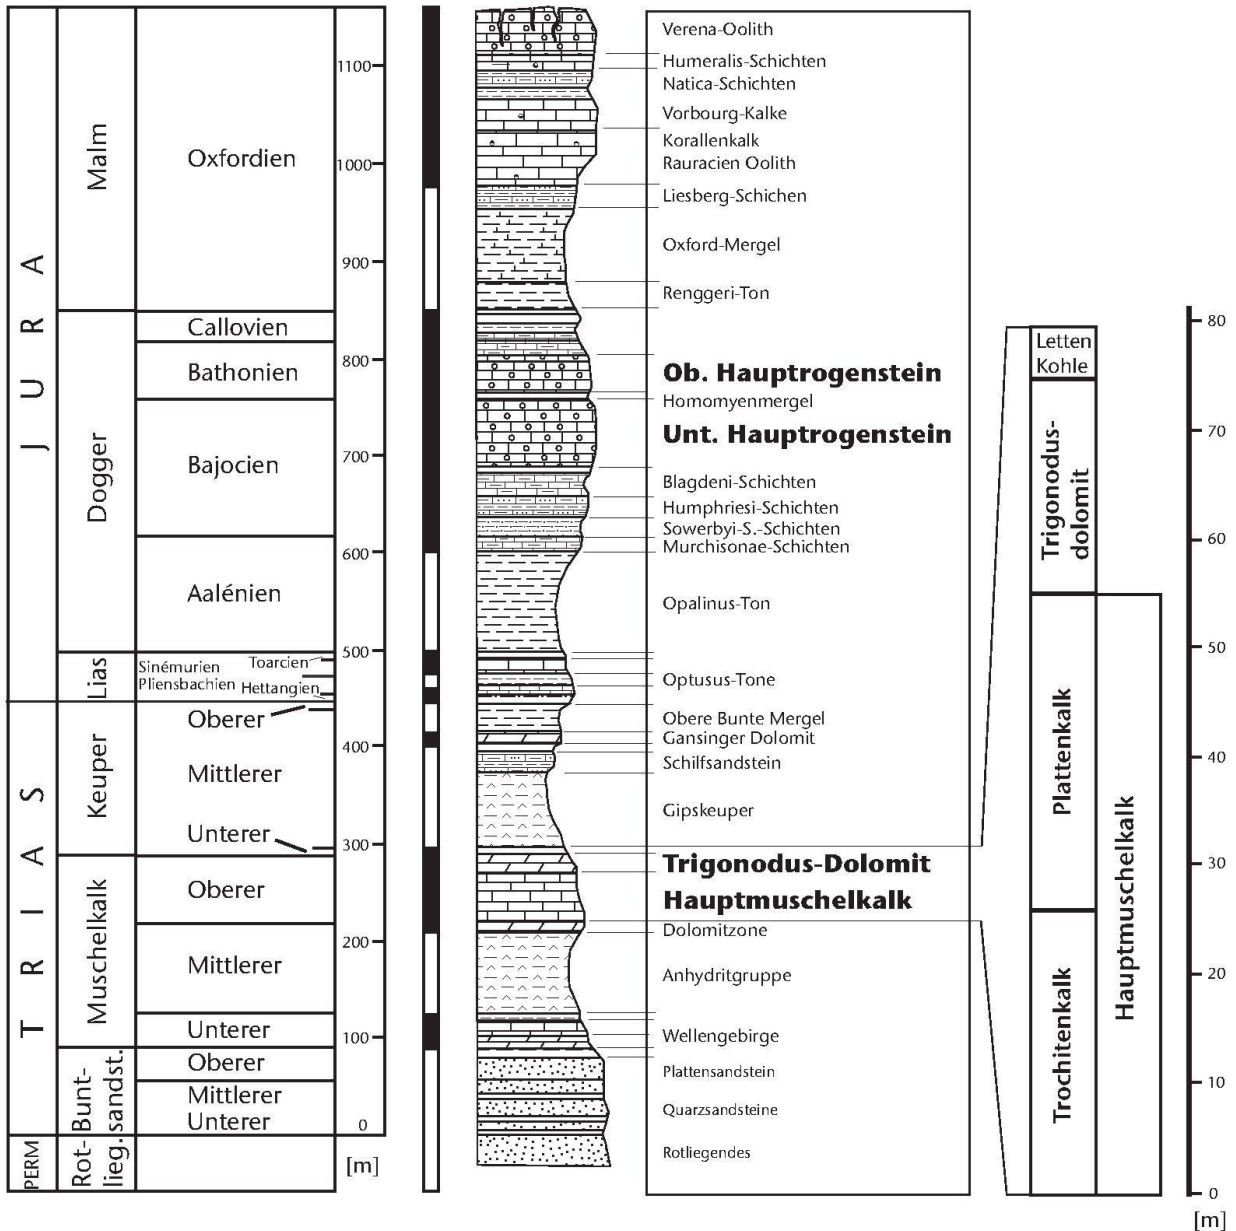 JURA
TRIAS
PERM
Malm
Dogger
Lias
Keuper
Muschelkalk
Bunt-
sandst.
Rot-
lieg.
Oxfordien
Callovien
Bathonien
Bajocien
Aalénien
Sinémurien
Toarcien
Pliensbachien
Hettangien
Oberer
Mittlerer
Unterer
Oberer
Mittlerer
Unterer
Oberer
Mittlerer
Unterer
1100
1000
900
800
700
600
500
400
300
200
100
0
[m]
Verena-Oolith
Humeralis-Schichten
Natica-Schichten
Vorbourg-Kalke
Korallenkalk
Rauracien Oolith
Liesberg-Schichen
Oxford-Mergel
Renggeri-Ton
Ob. Hauptrogenstein
Homomyenmergel
Unt. Hauptrogenstein
Blagdeni-Schichten
Humphriesi-Schichten
Sowerbyi-S.-Schichten
Murchisonae-Schichten
Opalinus-Ton
Optusus-Tone
Obere Bunte Mergel
Gansinger Dolomit
Schilfsandstein
Gipskeuper
Trigonodus-Dolomit
Hauptmuschelkalk
Dolomitzone
Anhydritgruppe
Wellengebirge
Plattensandstein
Quarzsandsteine
Rotliegendes
Letten
Kohle
Trigonodus-
dolomit
Plattenkalk
Trochitenkalk
Hauptmuschelkalk
80
70
60
50
40
30
20
10
0
[m]